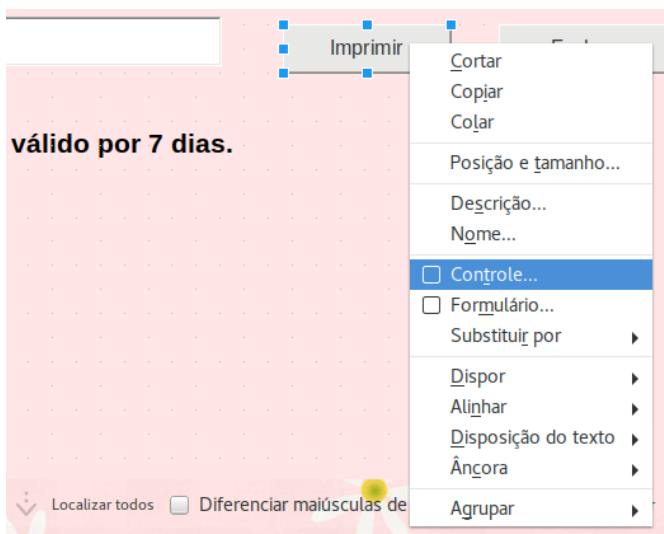 Imprimir
Cortar
Copiar
Colar
válido por 7 dias.
Posição e tamanho...
Descrição...
Nome...
Controle...
Formulário...
Substituir por
Dispor
Alinhar
Disposição do texto
Âncora
Localizar todos Diferenciar maiúsculas de
Agrupar